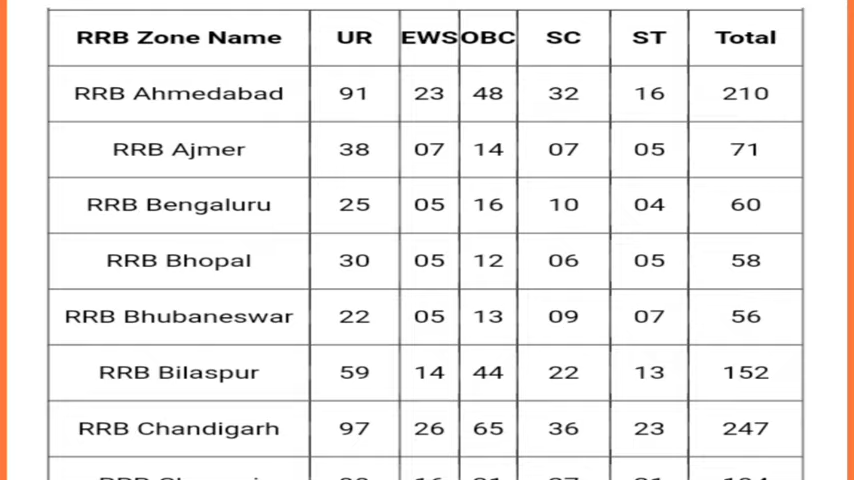 RRB Zone Name UR EWS OBC SC ST Total
RRB Ahmedabad 91 23 48 32 16 210
RRB Ajmer 38 07 14 07 05 71
RRB Bengaluru 25 05 16 10 04 60
RRB Bhopal 30 05 12 06 05 58
RRB Bhubaneswar 22 05 13 09 07 56
RRB Bilaspur 59 14 44 22 13 152
RRB Chandigarh 97 26 65 36 23 247
RRB